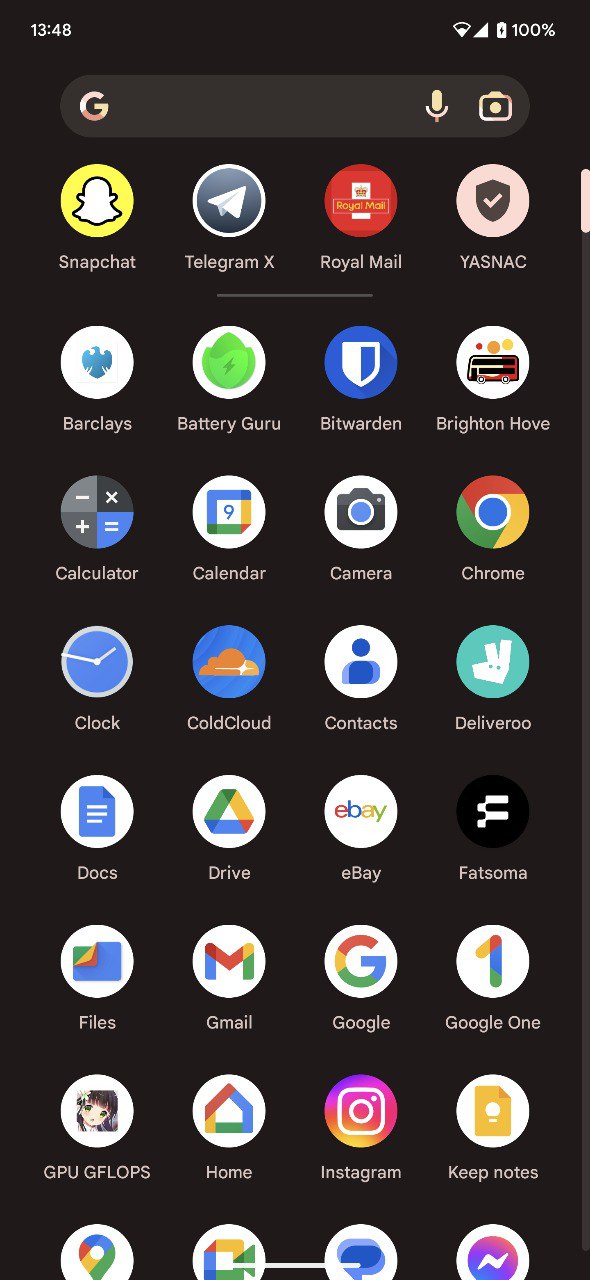 13:48 100%
Royal Mail
Snapchat Telegram X Royal Mail YASNAC
Barclays Battery Guru Bitwarden Brighton Hove
9
Calculator Calendar Camera Chrome
Clock ColdCloud Contacts Deliveroo
ebay
Docs Drive eBay Fatsoma
Files Gmail Google Google One
GPU GFLOPS Home Instagram Keep notes